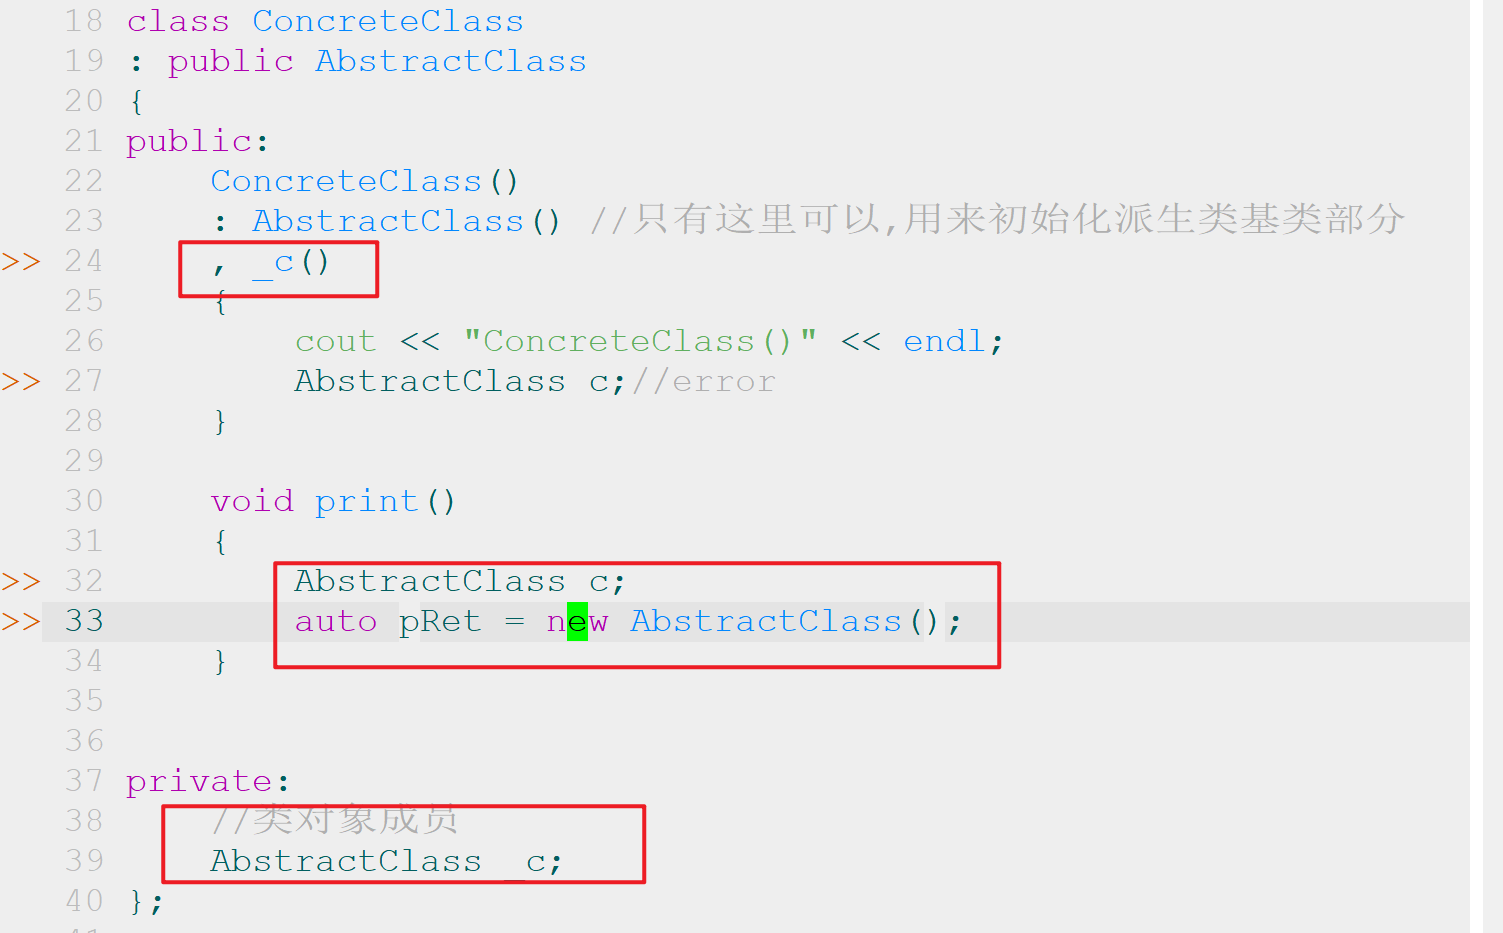 18 class ConcreteClass
19 : public AbstractClass
20 {
21 public:
22 ConcreteClass()
23 : AbstractClass() //只有这里可以,用来初始化派生类基类部分
>> 24 , _c()
25 {
26 cout << "ConcreteClass()" << endl;
>> 27 AbstractClass c;//error
28 }
29
30 void print()
31 {
>> 32 AbstractClass c;
>> 33 auto pRet = new AbstractClass();
34 }
35
36
37 private:
38 //类对象成员
39 AbstractClass _c;
40 };